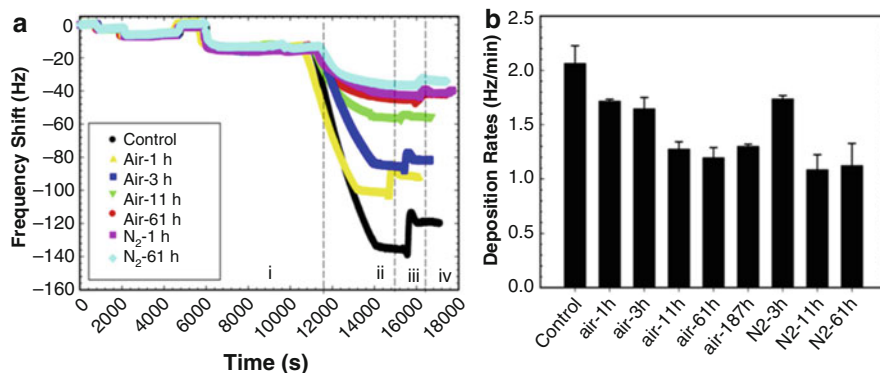 a
Frequency Shift (Hz)
0
−20
−40
−60
−80
−100
−120
−140
−160
Control
Air-1 h
Air-3 h
Air-11 h
Air-61 h
N₂-1 h
N₂-61 h
i
ii
iii
iv
0
2000
4000
6000
8000
10000
12000
14000
16000
18000
Time (s)
b
Deposition Rates (Hz/min)
2.5
2.0
1.5
1.0
0.5
0.0
Control
air-1h
air-3h
air-11h
air-61h
air-187h
N2-3h
N2-11h
N2-61h